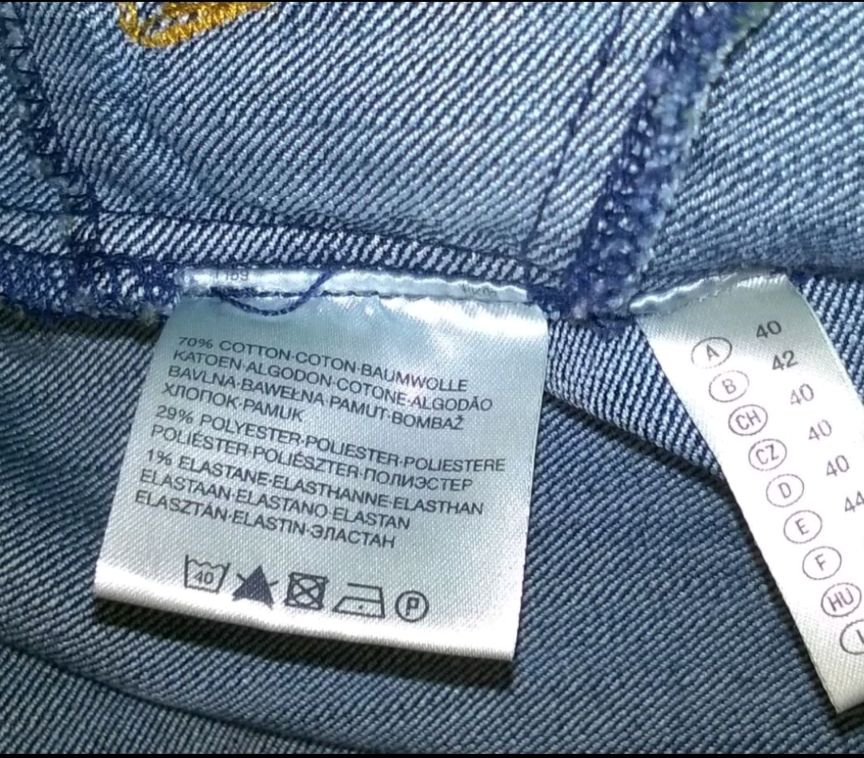 70% COTTON·COTON·BAUMWOLLE
KATOEN·ALGODON·COTONE·ALGODÃO
BAVLNA·BAWEŁNA·PAMUT·BOMBAŽ
ХЛОПОК·PAMUK
29% POLYESTER·POLIESTER·POLIESTERE
POLIÉSTER·POLIÉSZTER·ПОЛИЭСТЕР
1% ELASTANE·ELASTHANNE·ELASTHAN
ELASTAAN·ELASTANO·ELASTAN
ELASZTÁN·ELASTIN·ЭЛАСТАН
40
P
A 40
B 42
CH 40
CZ 40
D 40
E 44
F
HU